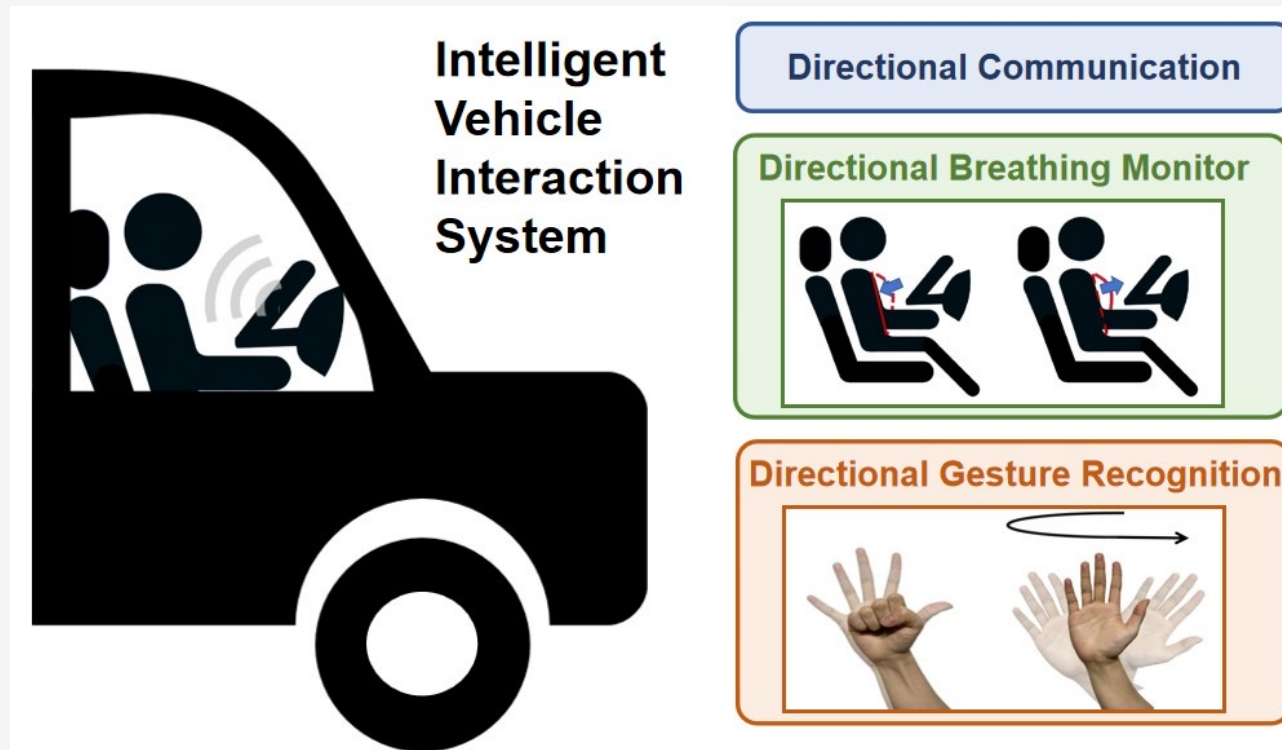 Intelligent
Vehicle
Interaction
System
Directional Communication
Directional Breathing Monitor
Directional Gesture Recognition